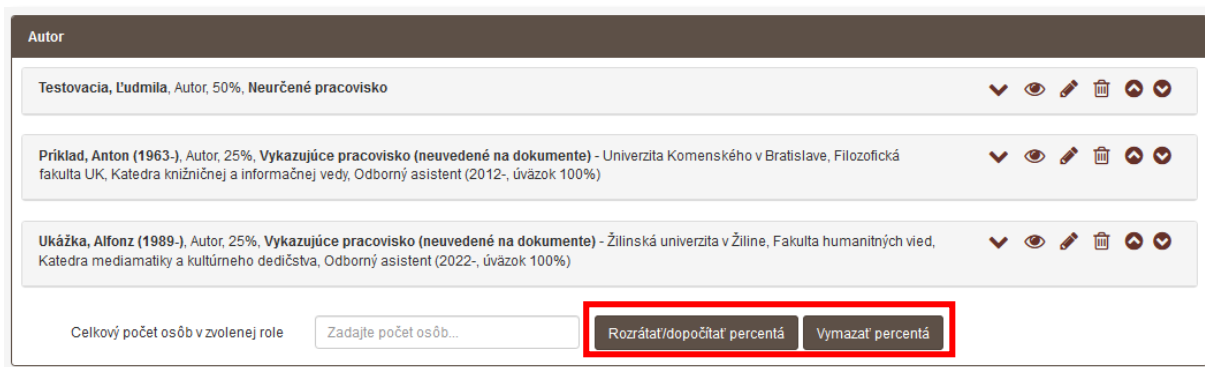 Autor
Testovacia, Ľudmila, Autor, 50%, Neurčené pracovisko
Príklad, Anton (1963-), Autor, 25%, Vykazujúce pracovisko (neuvedené na dokumente) - Univerzita Komenského v Bratislave, Filozofická
fakulta UK, Katedra knižničnej a informačnej vedy, Odborný asistent (2012-, úväzok 100%)
Ukážka, Alfonz (1989-), Autor, 25%, Vykazujúce pracovisko (neuvedené na dokumente) - Žilinská univerzita v Žiline, Fakulta humanitných vied,
Katedra mediamatiky a kultúrneho dedičstva, Odborný asistent (2022-, úväzok 100%)
Celkový počet osôb v zvolenej role Zadajte počet osôb... Rozrátať/dopočítať percentá Vymazať percentá